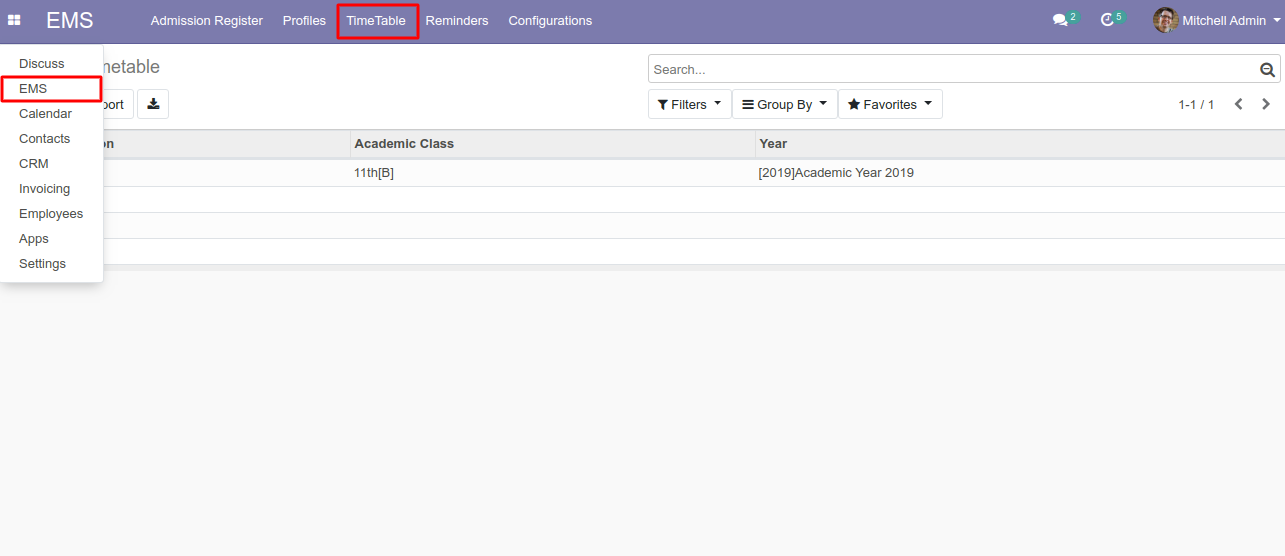 EMS Admission Register Profiles TimeTable Reminders Configurations 2 5 Mitchell Admin
Discuss
EMS
Calendar
Contacts
CRM
Invoicing
Employees
Apps
Settings
metable
Search...
port
Filters Group By Favorites 1-1 / 1
on Academic Class Year
11th[B] [2019]Academic Year 2019